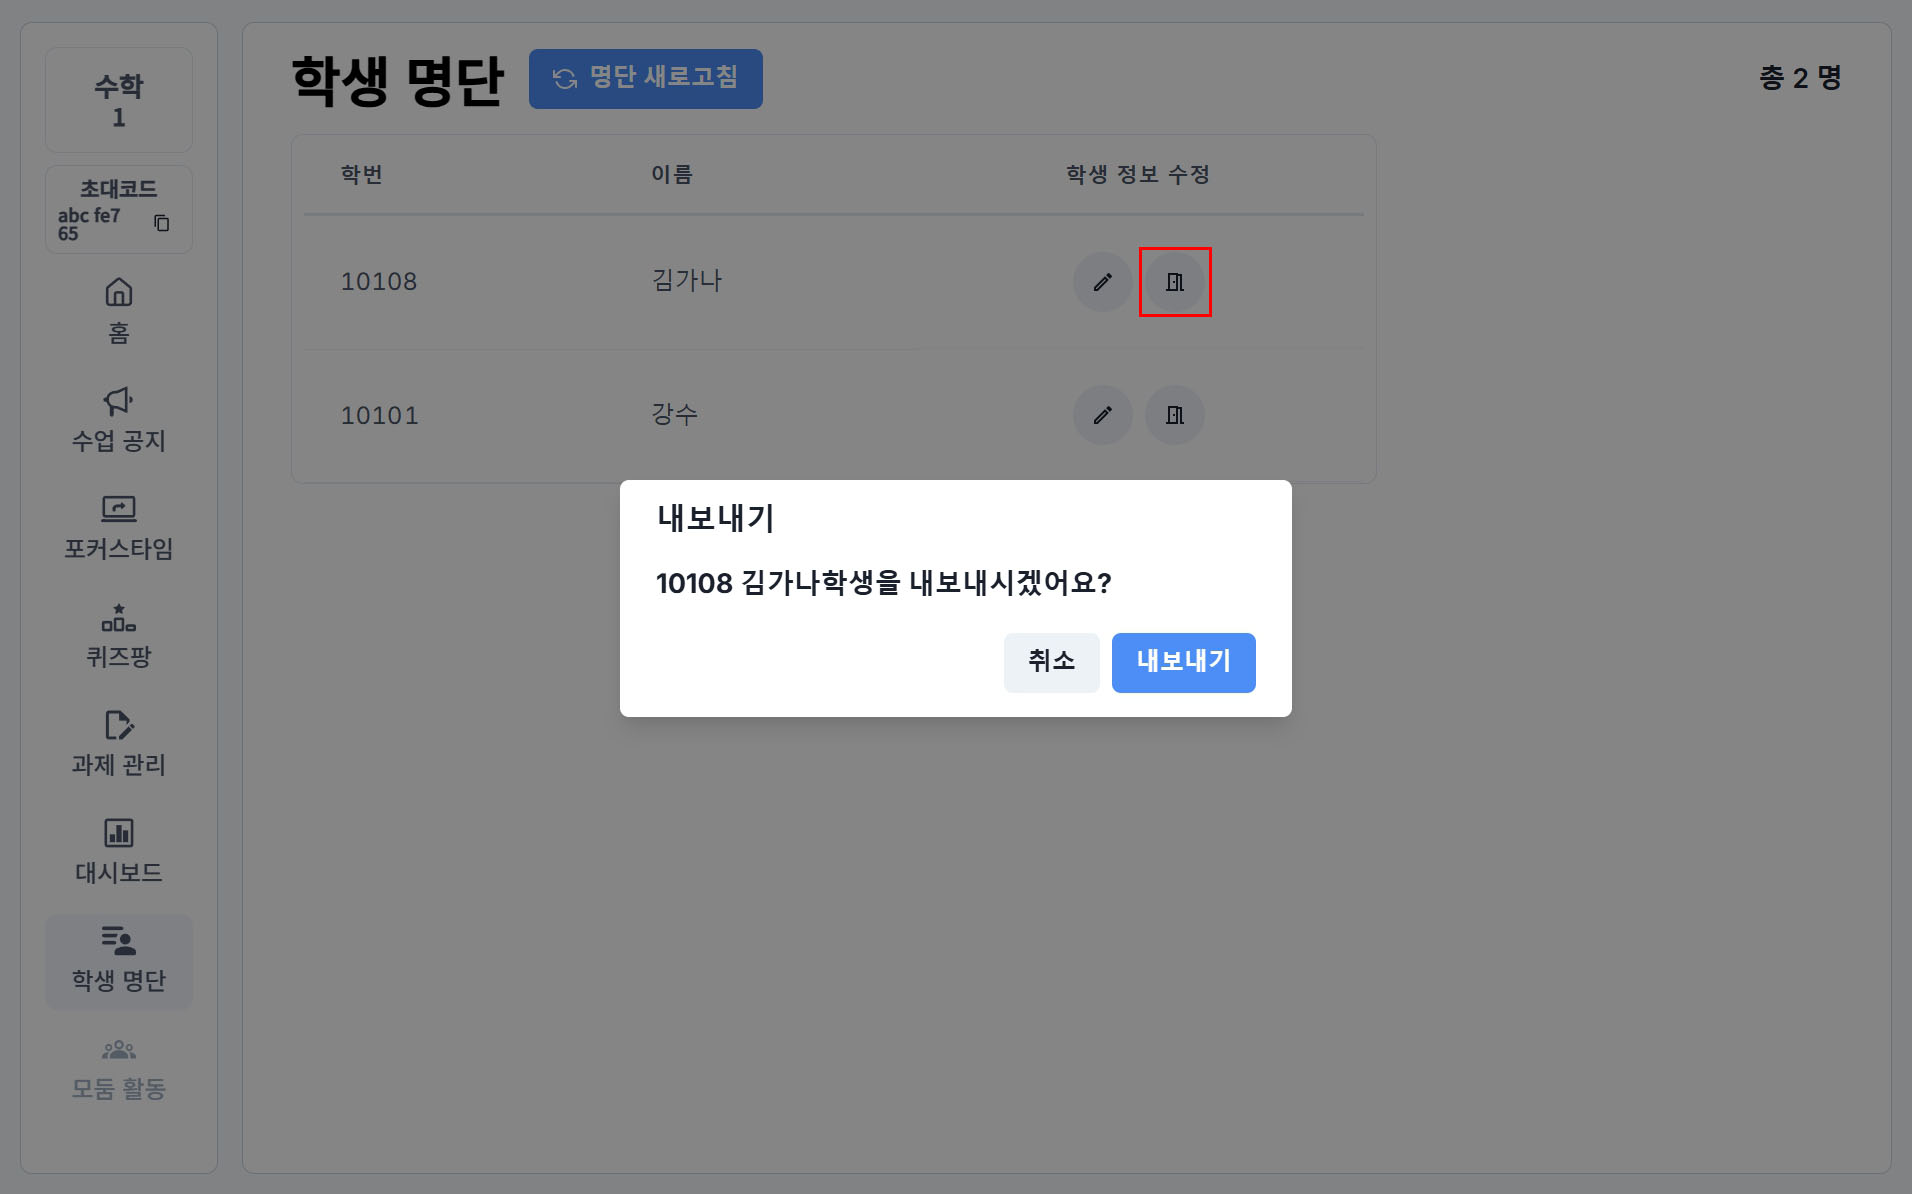 수학
1
초대코드
abc fe7
65
홈
수업 공지
포커스타임
퀴즈팡
과제 관리
대시보드
학생 명단
모둠 활동
학생 명단
명단 새로고침
총 2 명
학번 이름 학생 정보 수정
10108 김가나
10101 강수
내보내기
10108 김가나학생을 내보내시겠어요?
취소 내보내기